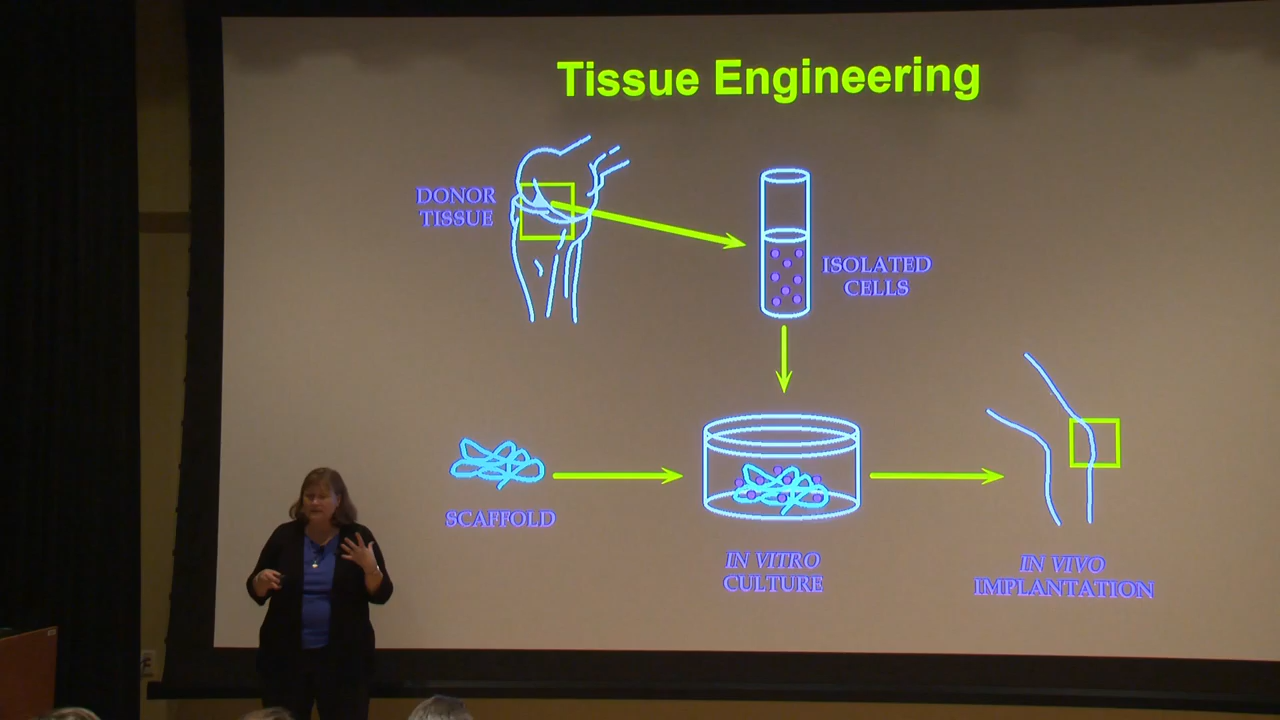 Tissue Engineering
DONOR
TISSUE
ISOLATED
CELLS
SCAFFOLD
IN VITRO
CULTURE
IN VIVO
IMPLANTATION